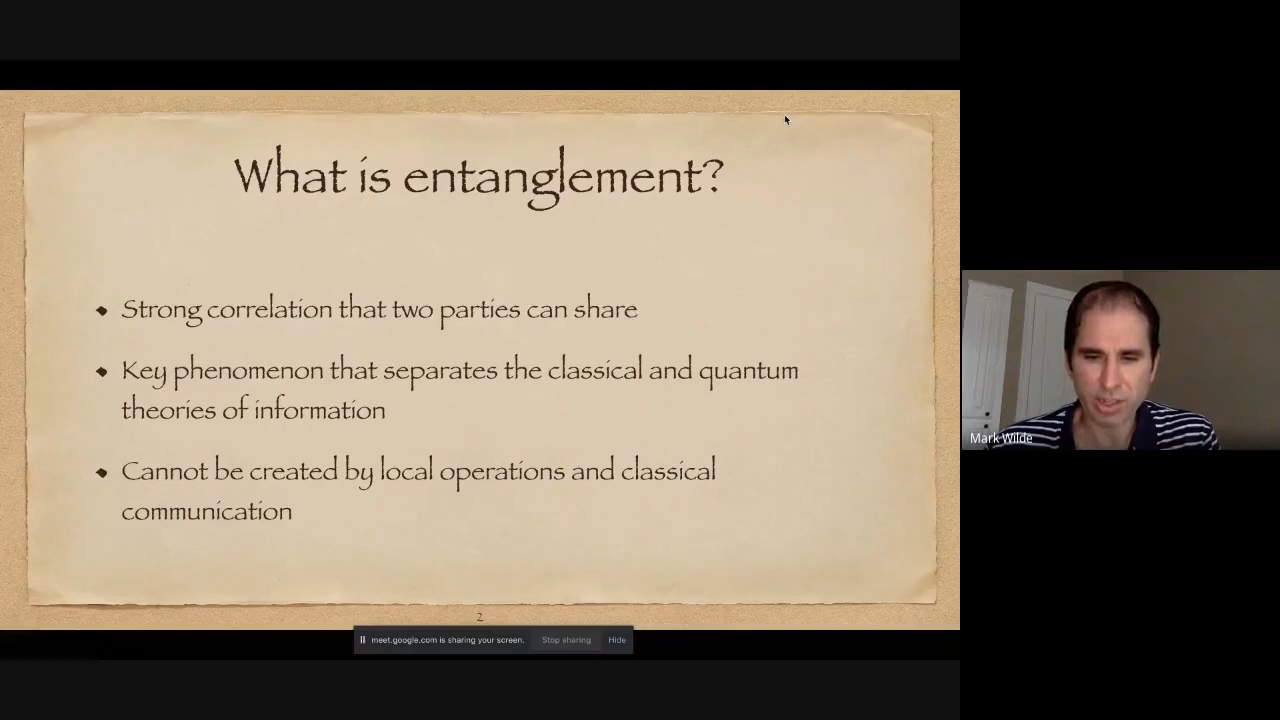 What is entanglement?
Strong correlation that two parties can share
Key phenomenon that separates the classical and quantum
theories of information
Cannot be created by local operations and classical
communication
2
meet.google.com is sharing your screen. Stop sharing Hide
Mark Wilde